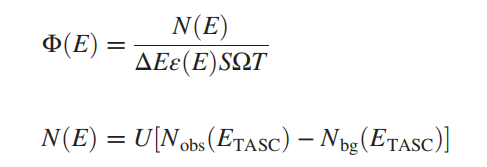 Φ(E) = N(E) / ΔEε(E)SΩT
N(E) = U[N_obs(E_TASC) − N_bg(E_TASC)]